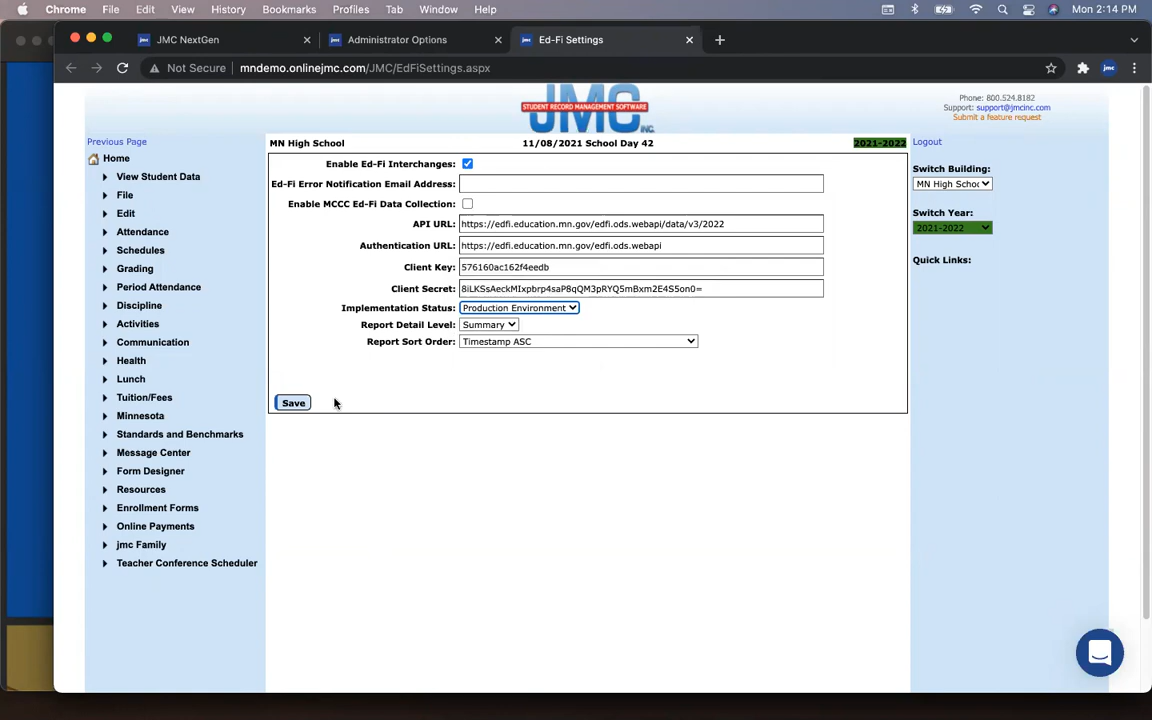 Chrome File Edit View History Bookmarks Profiles Tab Window Help Mon 2:14 PM
JMC NextGen Administrator Options Ed-Fi Settings
Not Secure mndemo.onlinejmc.com/JMC/EdFiSettings.aspx jmc
JMC
STUDENT RECORD MANAGEMENT SOFTWARE
INC.
Phone: 800.524.8182
Support: support@jmcinc.com
Submit a feature request
Previous Page
MN High School 11/08/2021 School Day 42 2021-2022
Logout
Home
View Student Data
File
Edit
Attendance
Schedules
Grading
Period Attendance
Discipline
Activities
Communication
Health
Lunch
Tuition/Fees
Minnesota
Standards and Benchmarks
Message Center
Form Designer
Resources
Enrollment Forms
Online Payments
jmc Family
Teacher Conference Scheduler
Enable Ed-Fi Interchanges:
Ed-Fi Error Notification Email Address:
Enable MCCC Ed-Fi Data Collection:
API URL: https://edfi.education.mn.gov/edfi.ods.webapi/data/v3/2022
Authentication URL: https://edfi.education.mn.gov/edfi.ods.webapi
Client Key: 576160ac162f4eedb
Client Secret: 8iLKSsAeckMIxpbrp4saP8qQM3pRYQ5mBxm2E4S5on0=
Implementation Status: Production Environment
Report Detail Level: Summary
Report Sort Order: Timestamp ASC
Save
Switch Building:
MN High Schoo
Switch Year:
2021-2022
Quick Links: